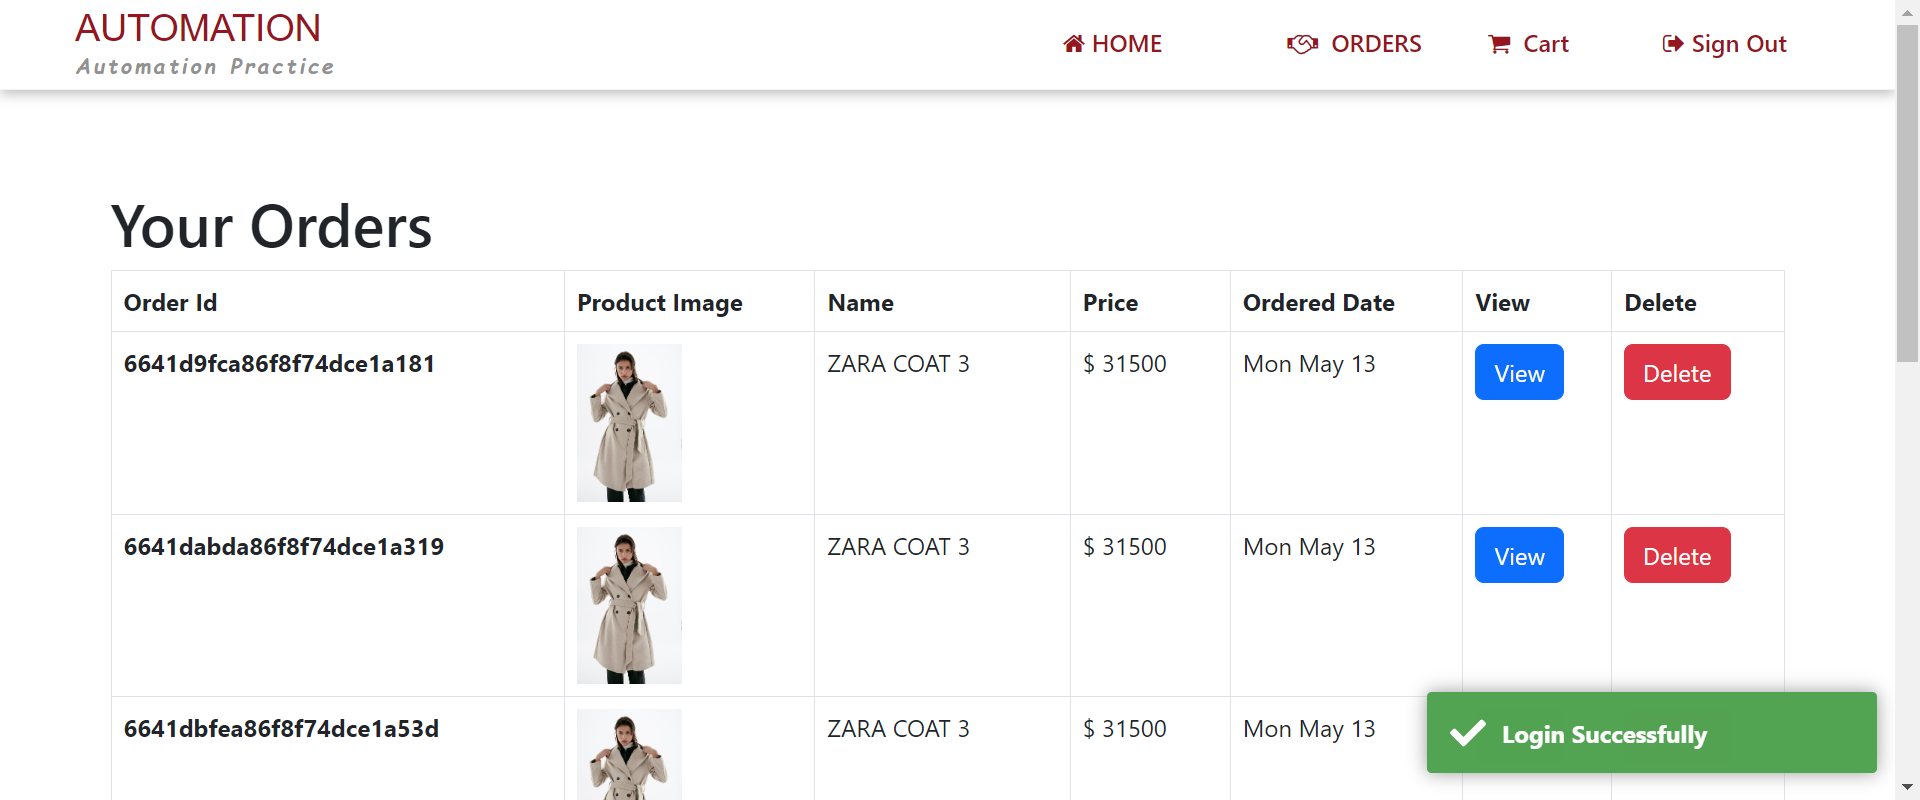 AUTOMATION
Automation Practice
HOME
ORDERS
Cart
Sign Out
Your Orders
Order Id Product Image Name Price Ordered Date View Delete
6641d9fca86f8f74dce1a181 ZARA COAT 3 $ 31500 Mon May 13 View Delete
6641dabda86f8f74dce1a319 ZARA COAT 3 $ 31500 Mon May 13 View Delete
6641dbfea86f8f74dce1a53d ZARA COAT 3 $ 31500 Mon May 13
Login Successfully